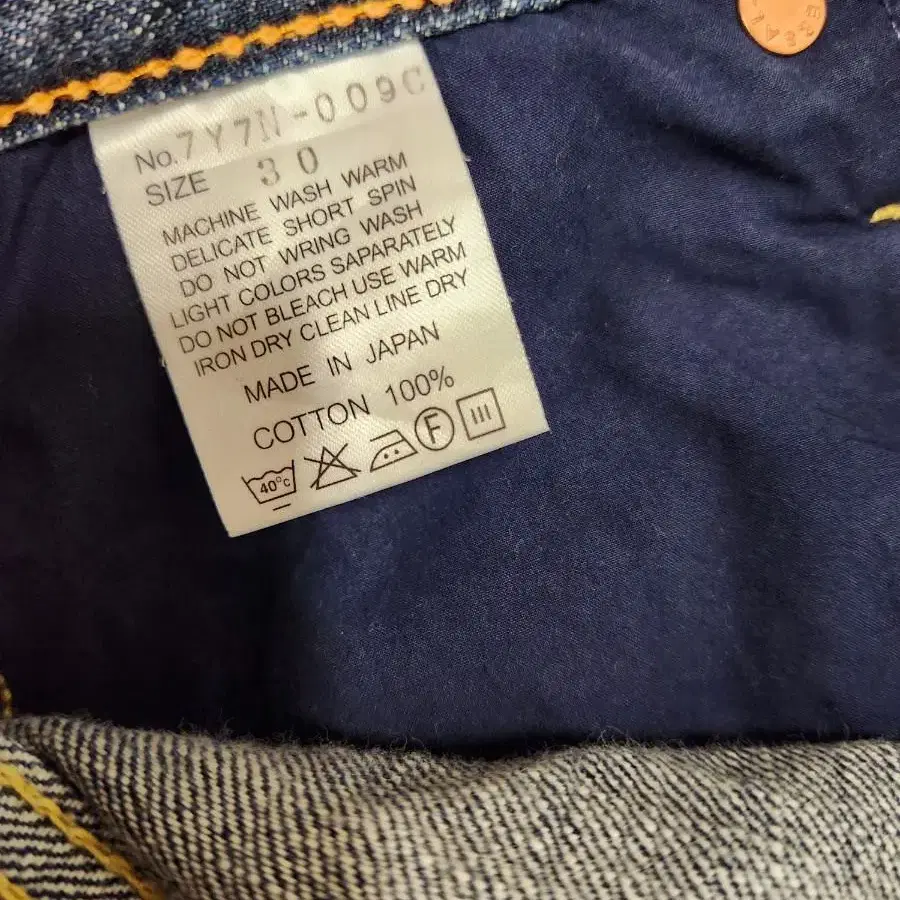 No. 7Y7N-009C
SIZE 30
MACHINE WASH WARM
DELICATE SHORT SPIN
DO NOT WRING WASH
LIGHT COLORS SAPARATELY
DO NOT BLEACH USE WARM
IRON DRY CLEAN LINE DRY
MADE IN JAPAN
COTTON 100%
40°C F